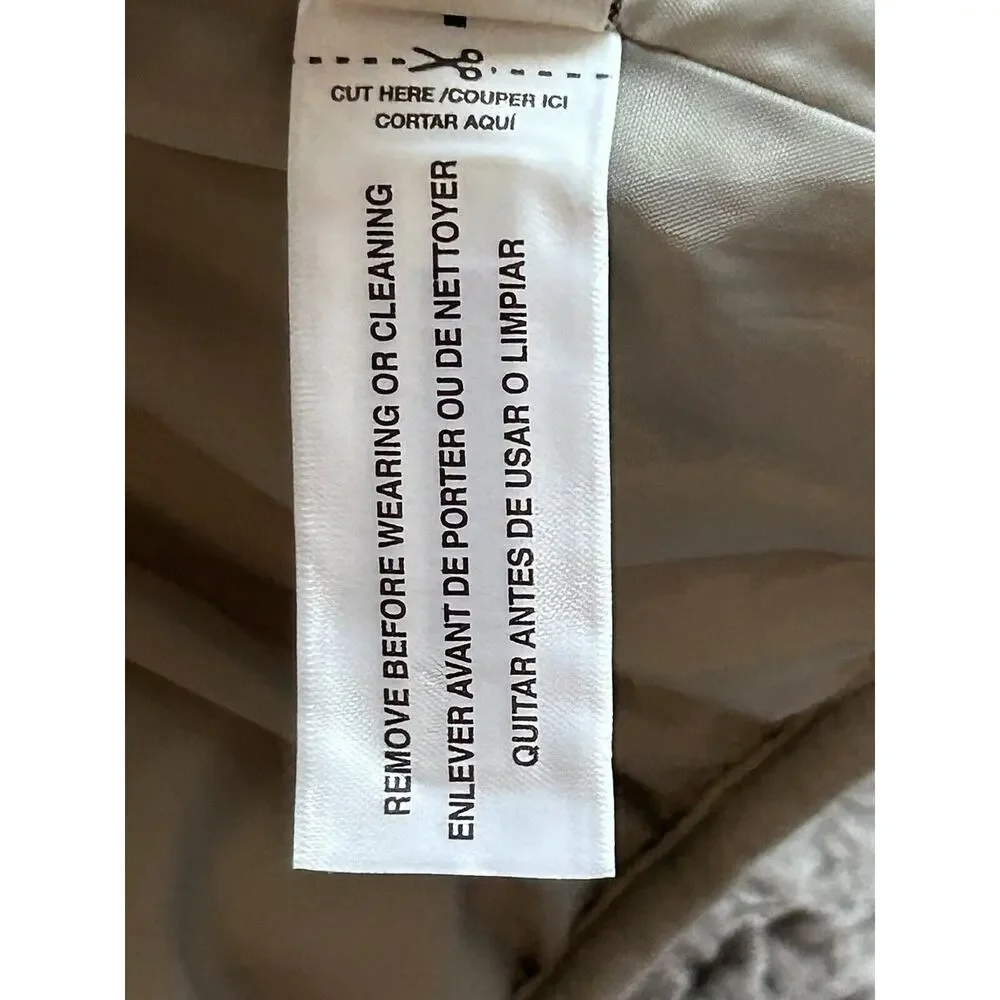 CUT HERE /COUPER ICI
CORTAR AQUÍ
REMOVE BEFORE WEARING OR CLEANING
ENLEVER AVANT DE PORTER OU DE NETTOYER
QUITAR ANTES DE USAR O LIMPIAR